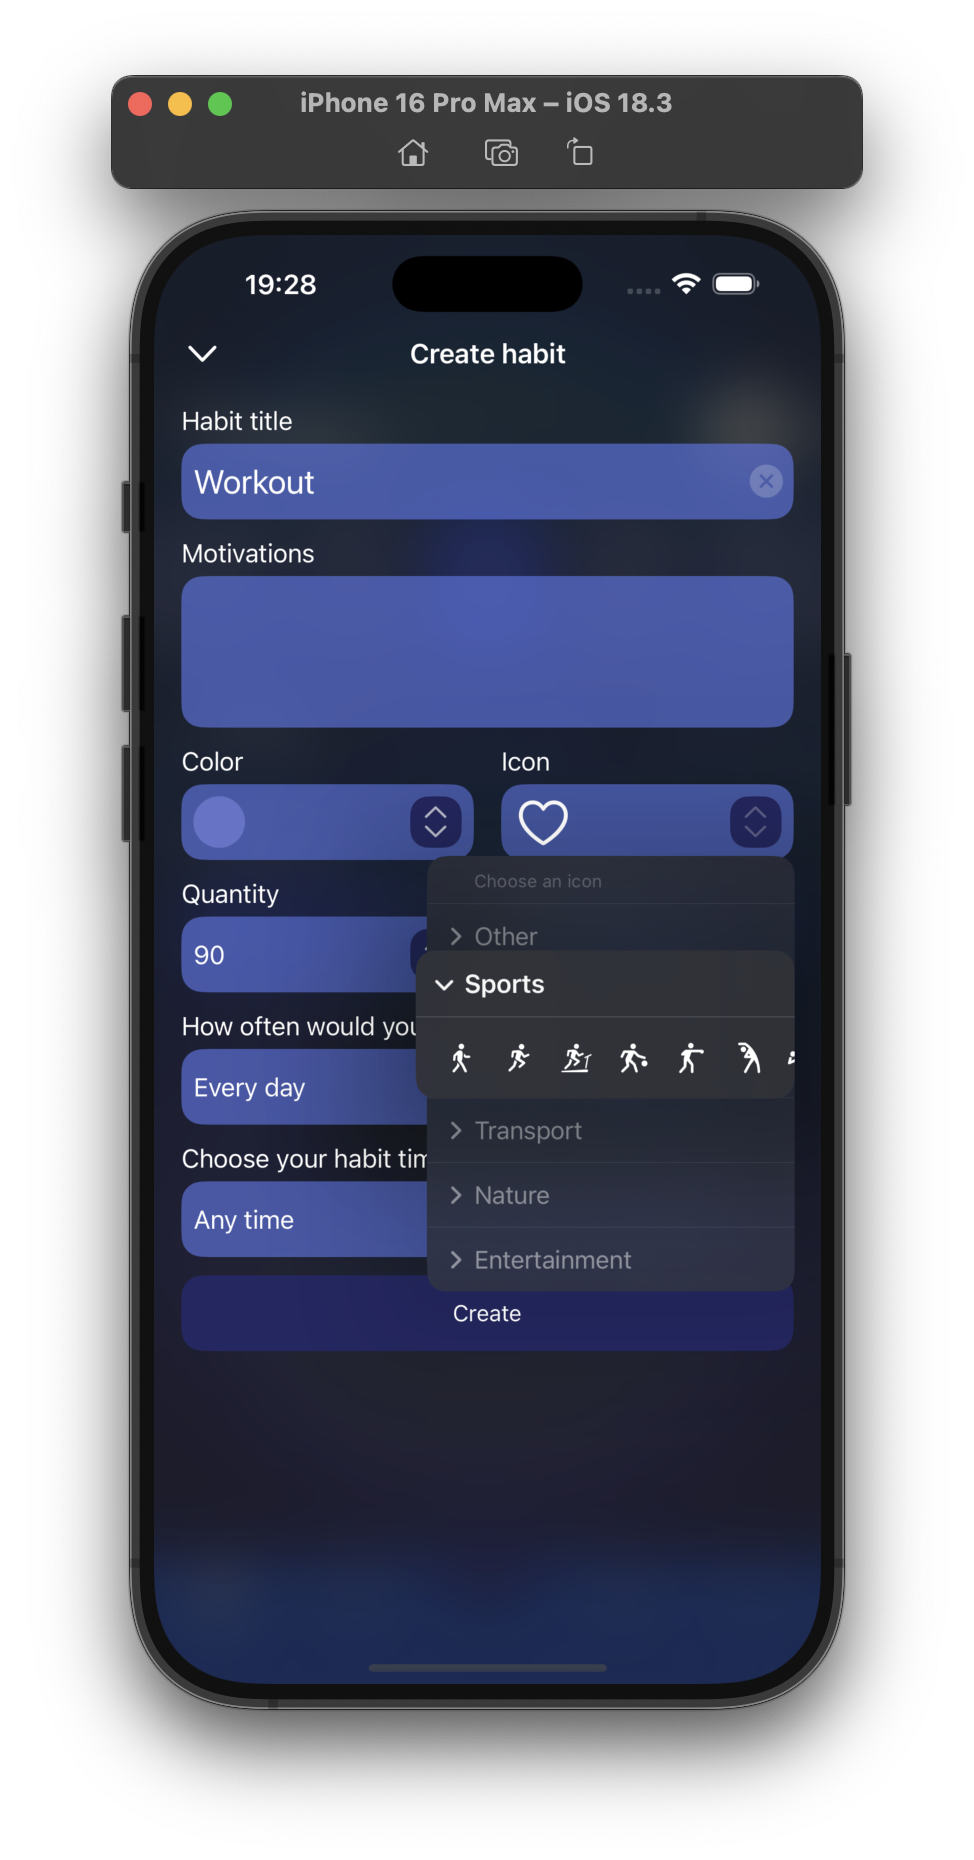 iPhone 16 Pro Max – iOS 18.3
19:28
Create habit
Habit title
Workout
Motivations
Color
Icon
Choose an icon
Quantity
Other
90
Sports
How often would you
Every day
Transport
Choose your habit tim
Nature
Any time
Entertainment
Create